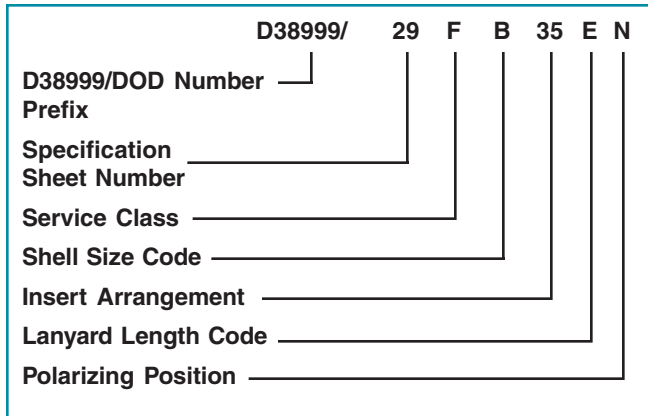 D38999/ 29 F B 35 E N
D38999/DOD Number
Prefix
Specification
Sheet Number
Service Class
Shell Size Code
Insert Arrangement
Lanyard Length Code
Polarizing Position